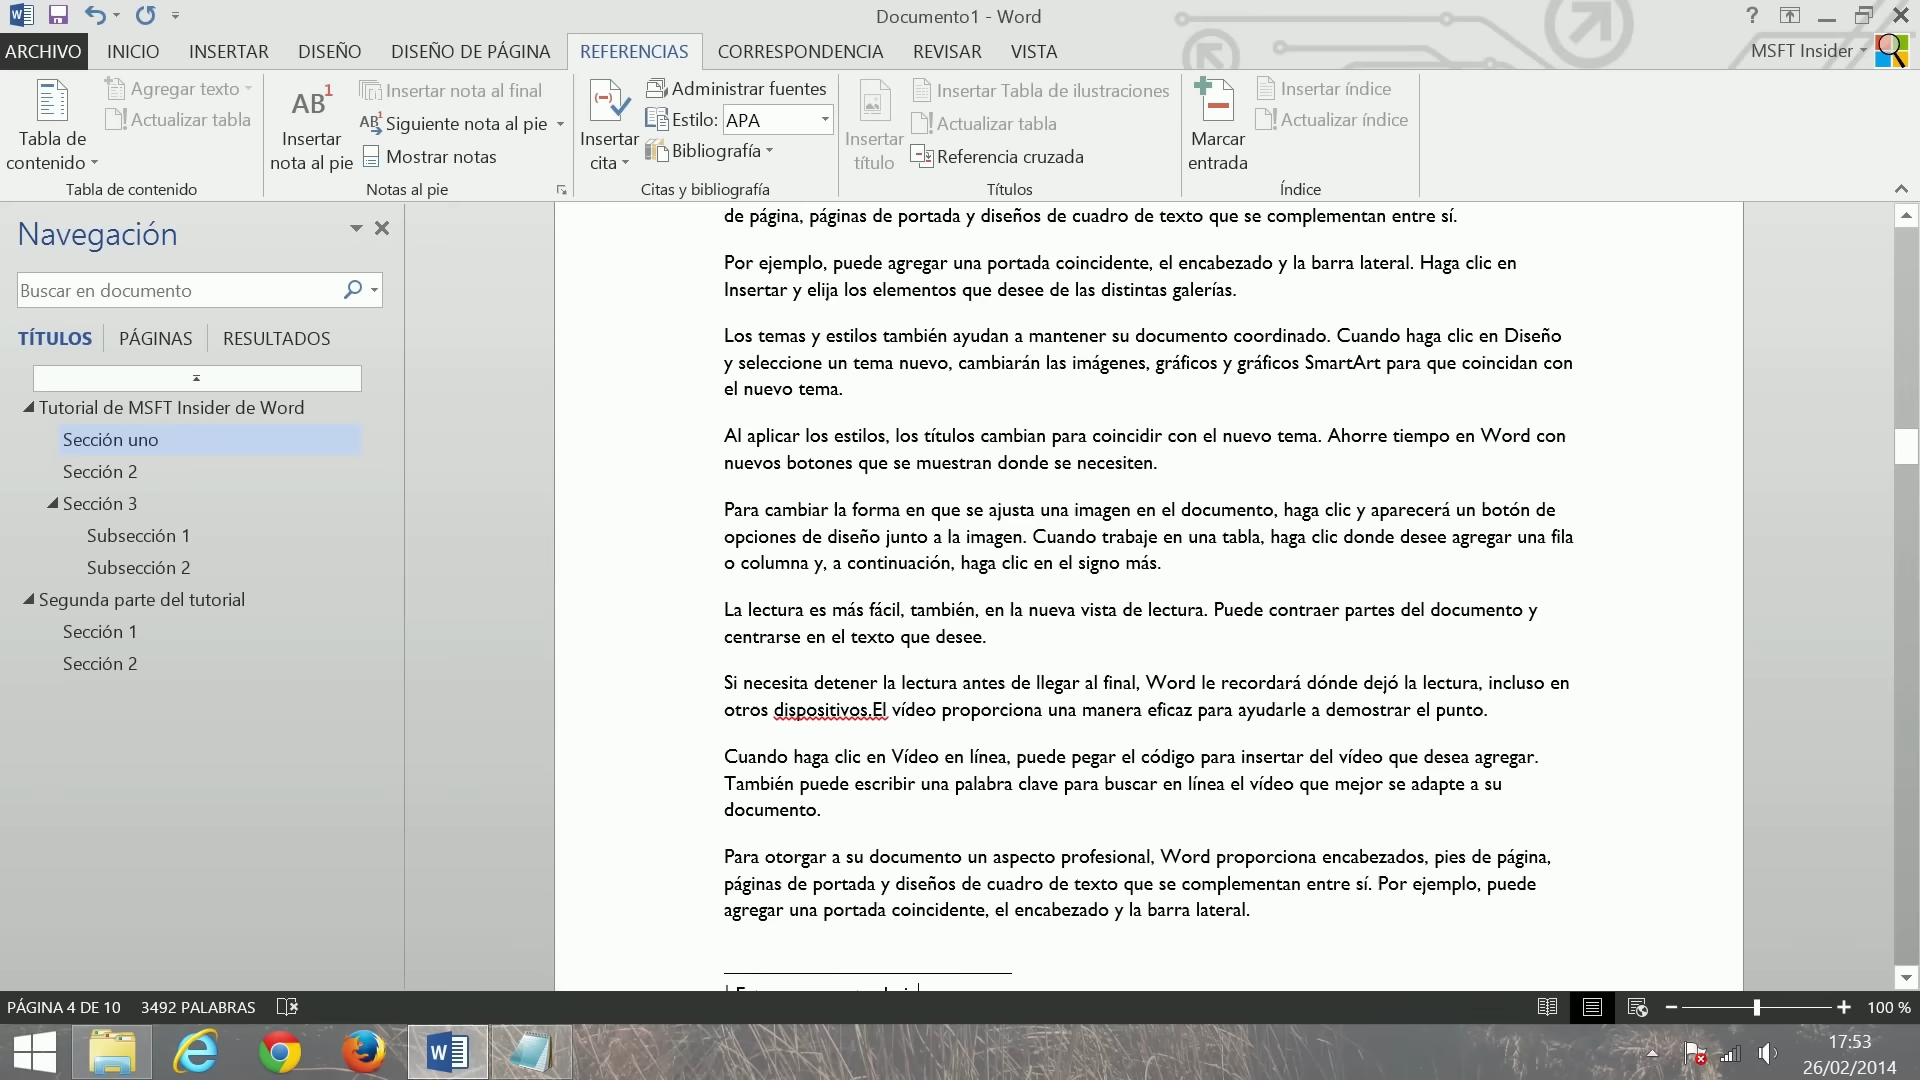 Documento1 - Word
ARCHIVO INICIO INSERTAR DISEÑO DISEÑO DE PÁGINA REFERENCIAS CORRESPONDENCIA REVISAR VISTA MSFT Insider
Tabla de contenido
Agregar texto
Actualizar tabla
Tabla de contenido
AB1
Insertar nota al pie
Insertar nota al final
Siguiente nota al pie
Mostrar notas
Notas al pie
Insertar cita
Administrar fuentes
Estilo: APA
Bibliografía
Citas y bibliografía
Insertar título
Insertar Tabla de ilustraciones
Actualizar tabla
Referencia cruzada
Títulos
Marcar entrada
Insertar índice
Actualizar índice
Índice
Navegación
Buscar en documento
TÍTULOS PÁGINAS RESULTADOS
Tutorial de MSFT Insider de Word
Sección uno
Sección 2
Sección 3
Subsección 1
Subsección 2
Segunda parte del tutorial
Sección 1
Sección 2
de página, páginas de portada y diseños de cuadro de texto que se complementan entre sí.
Por ejemplo, puede agregar una portada coincidente, el encabezado y la barra lateral. Haga clic en
Insertar y elija los elementos que desee de las distintas galerías.
Los temas y estilos también ayudan a mantener su documento coordinado. Cuando haga clic en Diseño
y seleccione un tema nuevo, cambiarán las imágenes, gráficos y gráficos SmartArt para que coincidan con
el nuevo tema.
Al aplicar los estilos, los títulos cambian para coincidir con el nuevo tema. Ahorre tiempo en Word con
nuevos botones que se muestran donde se necesiten.
Para cambiar la forma en que se ajusta una imagen en el documento, haga clic y aparecerá un botón de
opciones de diseño junto a la imagen. Cuando trabaje en una tabla, haga clic donde desee agregar una fila
o columna y, a continuación, haga clic en el signo más.
La lectura es más fácil, también, en la nueva vista de lectura. Puede contraer partes del documento y
centrarse en el texto que desee.
Si necesita detener la lectura antes de llegar al final, Word le recordará dónde dejó la lectura, incluso en
otros dispositivos.El vídeo proporciona una manera eficaz para ayudarle a demostrar el punto.
Cuando haga clic en Vídeo en línea, puede pegar el código para insertar del vídeo que desea agregar.
También puede escribir una palabra clave para buscar en línea el vídeo que mejor se adapte a su
documento.
Para otorgar a su documento un aspecto profesional, Word proporciona encabezados, pies de página,
páginas de portada y diseños de cuadro de texto que se complementan entre sí. Por ejemplo, puede
agregar una portada coincidente, el encabezado y la barra lateral.
PÁGINA 4 DE 10 3492 PALABRAS 100 %
17:53
26/02/2014